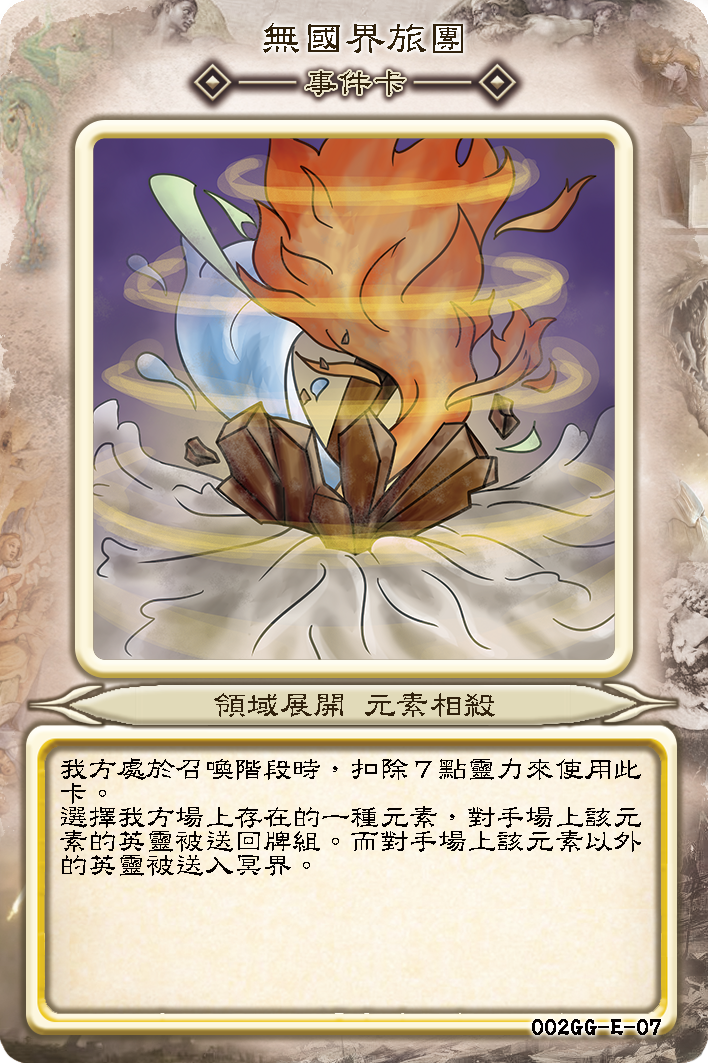 無國界旅團
事件卡
領域展開 元素相殺
我方處於召喚階段時，扣除7點靈力來使用此
卡。
選擇我方場上存在的一種元素，對手場上該元
素的英靈被送回牌組。而對手場上該元素以外
的英靈被送入冥界。
002GG-E-07